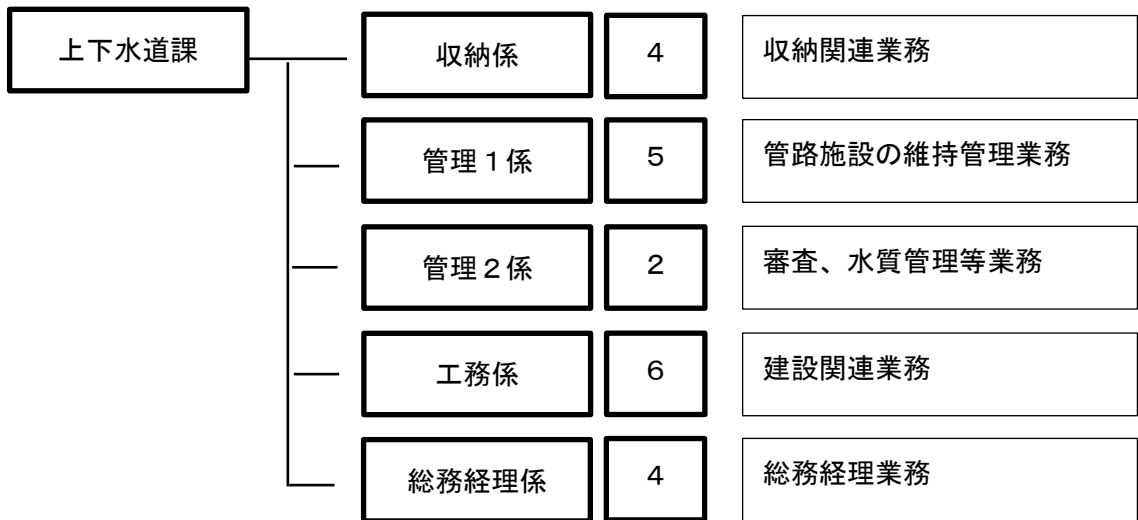 上下水道課
収納係
4
収納関連業務
管理１係
5
管路施設の維持管理業務
管理２係
2
審査、水質管理等業務
工務係
6
建設関連業務
総務経理係
4
総務経理業務